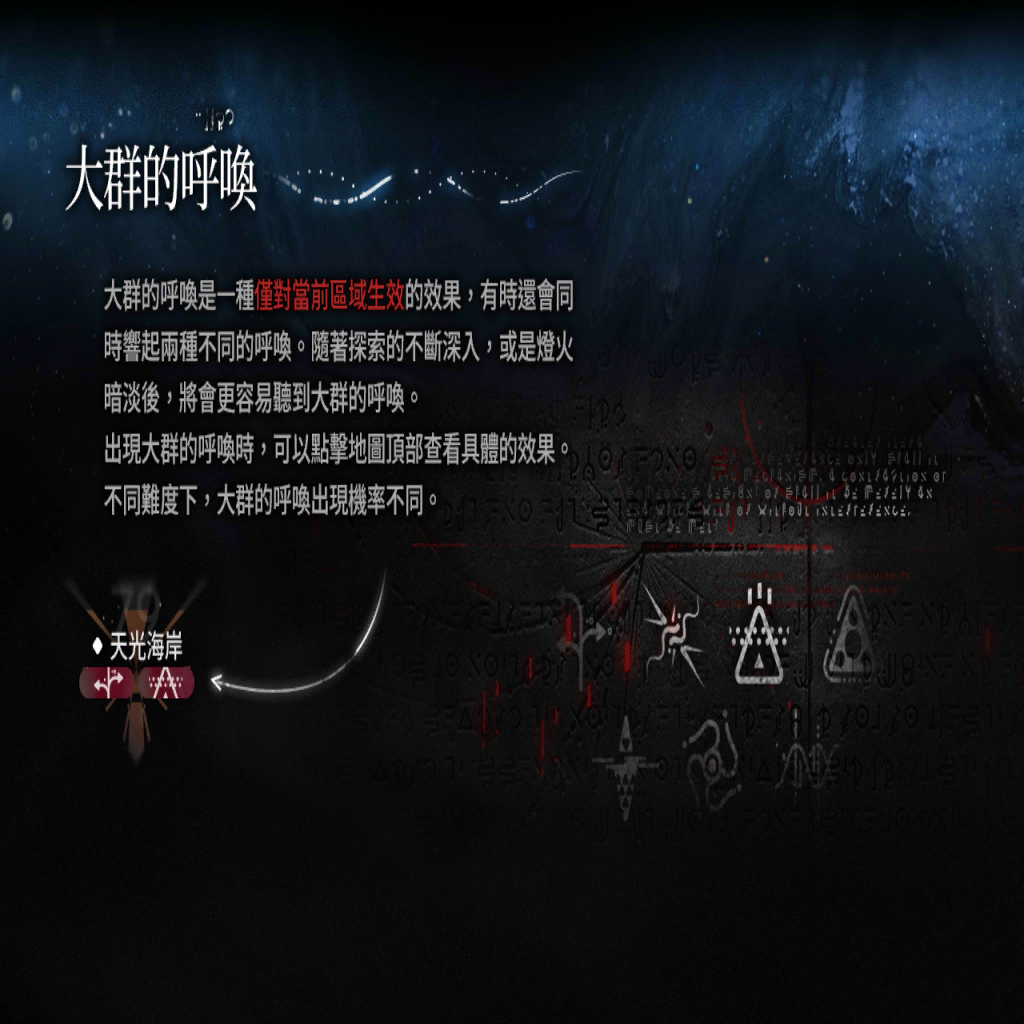 大群的呼喚
大群的呼喚是一種僅對當前區域生效的效果，有時還會同
時響起兩種不同的呼喚。隨著探索的不斷深入，或是燈火
暗淡後，將會更容易聽到大群的呼喚。
出現大群的呼喚時，可以點擊地圖頂部查看具體的效果。
不同難度下，大群的呼喚出現機率不同。
天光海岸